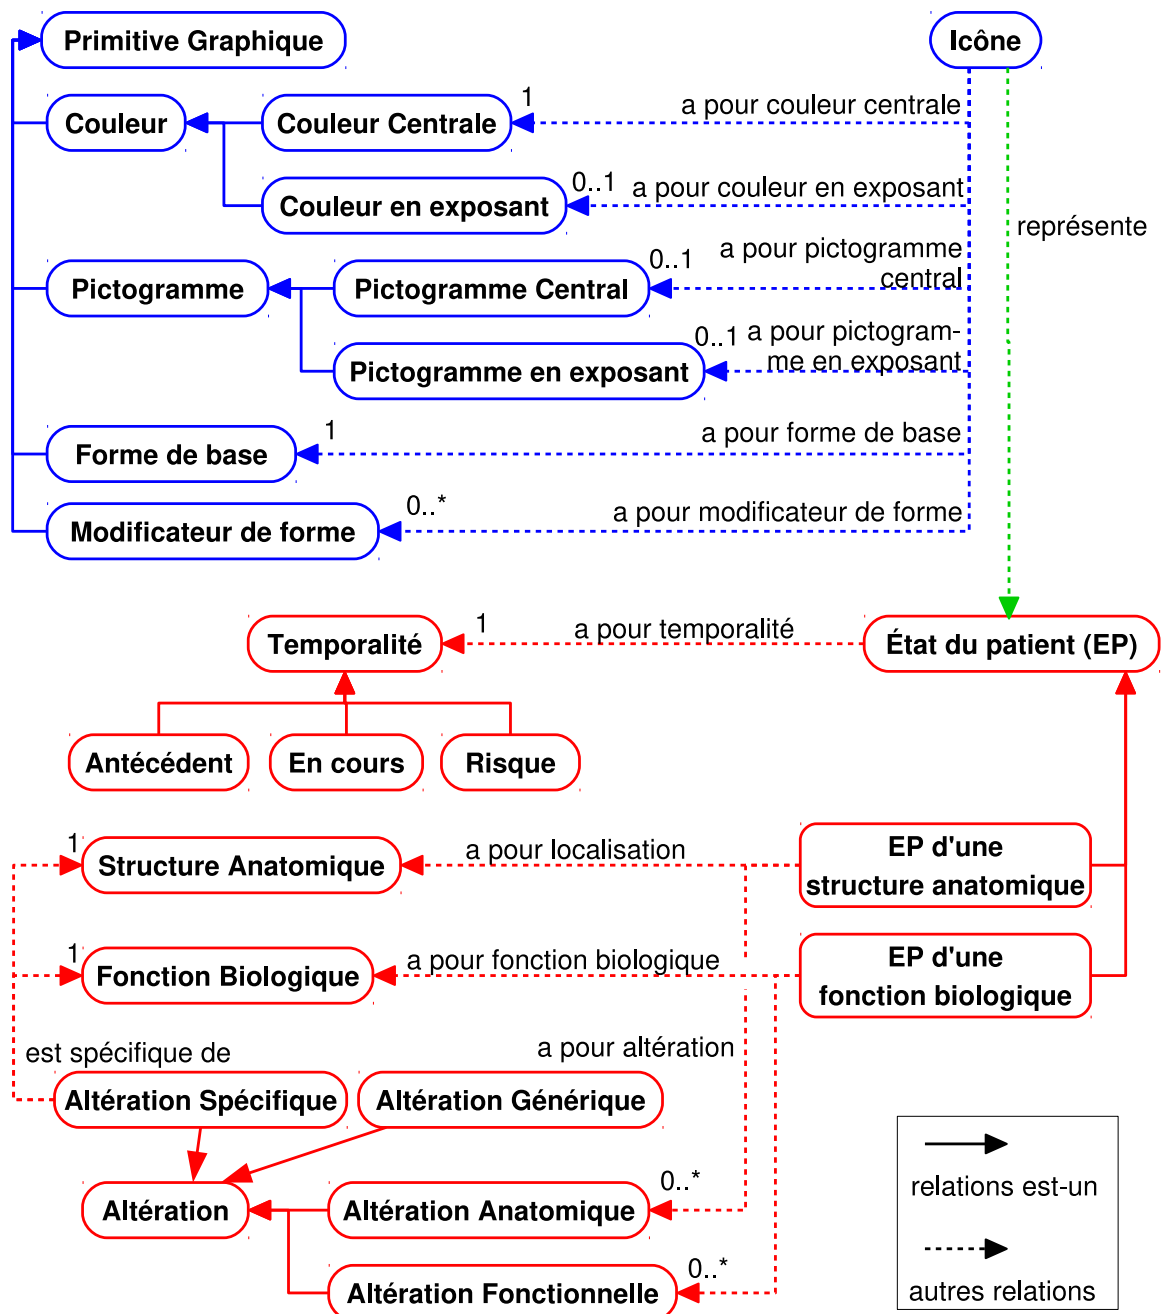 Primitive Graphique
Icône
1
a pour couleur centrale
Couleur
Couleur Centrale
0..1
a pour couleur en exposant
Couleur en exposant
représente
0..1
a pour pictogramme
central
Pictogramme
Pictogramme Central
0..1
a pour pictogram-
me en exposant
Pictogramme en exposant
1
a pour forme de base
Forme de base
0..*
a pour modificateur de forme
Modificateur de forme
Temporalité
1
a pour temporalité
État du patient (EP)
Antécédent
En cours
Risque
1
Structure Anatomique
a pour localisation
EP d'une
structure anatomique
1
Fonction Biologique
a pour fonction biologique
EP d'une
fonction biologique
est spécifique de
a pour altération
Altération Spécifique
Altération Générique
Altération
0..*
Altération Anatomique
0..*
Altération Fonctionnelle
relations est-un
autres relations